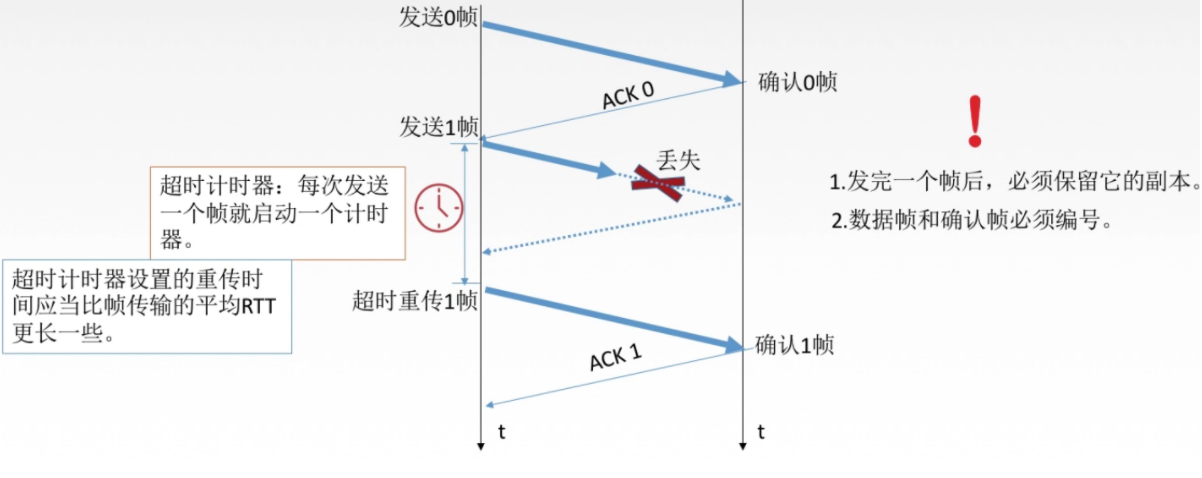 发送0帧
确认0帧
ACK 0
发送1帧
丢失
1.发完一个帧后，必须保留它的副本。
2.数据帧和确认帧必须编号。
超时计时器：每次发送
一个帧就启动一个计时
器。
超时计时器设置的重传时
间应当比帧传输的平均RTT
更长一些。
超时重传1帧
确认1帧
ACK 1
t
t